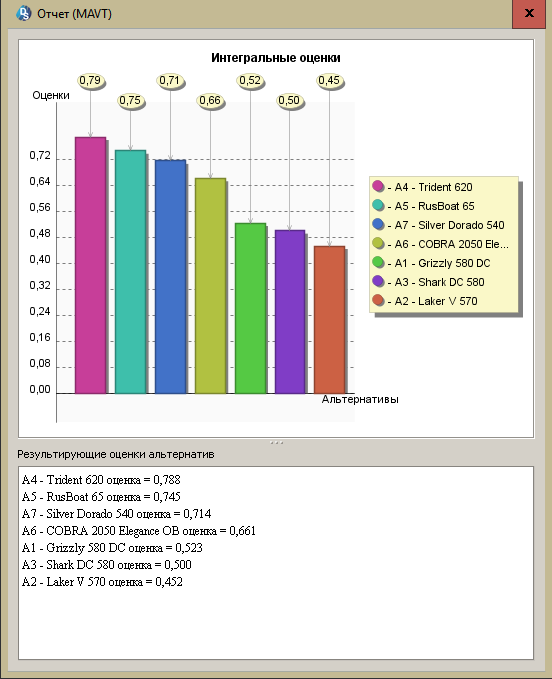 Отчет (MAVT)
x
Интегральные оценки
0,79
0,75
0,71
0,66
0,52
0,50
0,45
Оценки
0,72
0,64
0,56
0,48
0,40
0,32
0,24
0,16
0,08
0,00
Альтернативы
- A4 - Trident 620
- A5 - RusBoat 65
- A7 - Silver Dorado 540
- A6 - COBRA 2050 Ele...
- A1 - Grizzly 580 DC
- A3 - Shark DC 580
- A2 - Laker V 570
Результирующие оценки альтернатив
A4 - Trident 620 оценка = 0,788
A5 - RusBoat 65 оценка = 0,745
A7 - Silver Dorado 540 оценка = 0,714
A6 - COBRA 2050 Elegance OB оценка = 0,661
A1 - Grizzly 580 DC оценка = 0,523
A3 - Shark DC 580 оценка = 0,500
A2 - Laker V 570 оценка = 0,452